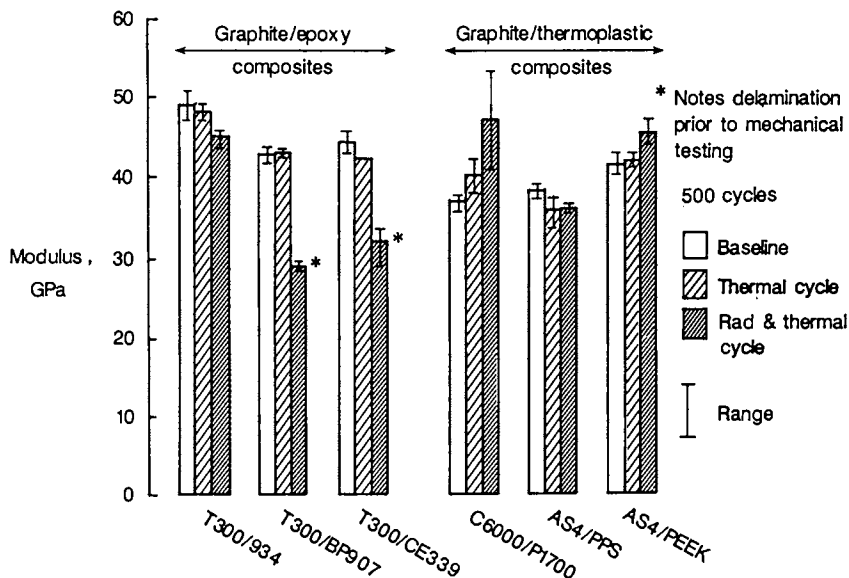 60
50
40
30
20
10
0
Modulus,
GPa
Graphite/epoxy
composites
Graphite/thermoplastic
composites
* Notes delamination
prior to mechanical
testing
500 cycles
Baseline
Thermal cycle
Rad & thermal
cycle
Range
*
*
T300/934
T300/BP907
T300/CE339
C6000/P1700
AS4/PPS
AS4/PEEK